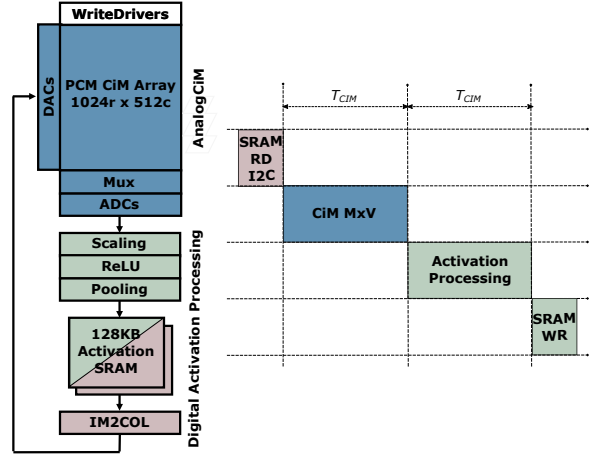 WriteDrivers
DACs
PCM CiM Array
1024r x 512c
Mux
ADCs
AnalogCiM
Scaling
ReLU
Pooling
128KB
Activation
SRAM
IM2COL
Digital Activation Processing
T_CIM
T_CIM
SRAM
RD
I2C
CiM MxV
Activation
Processing
SRAM
WR